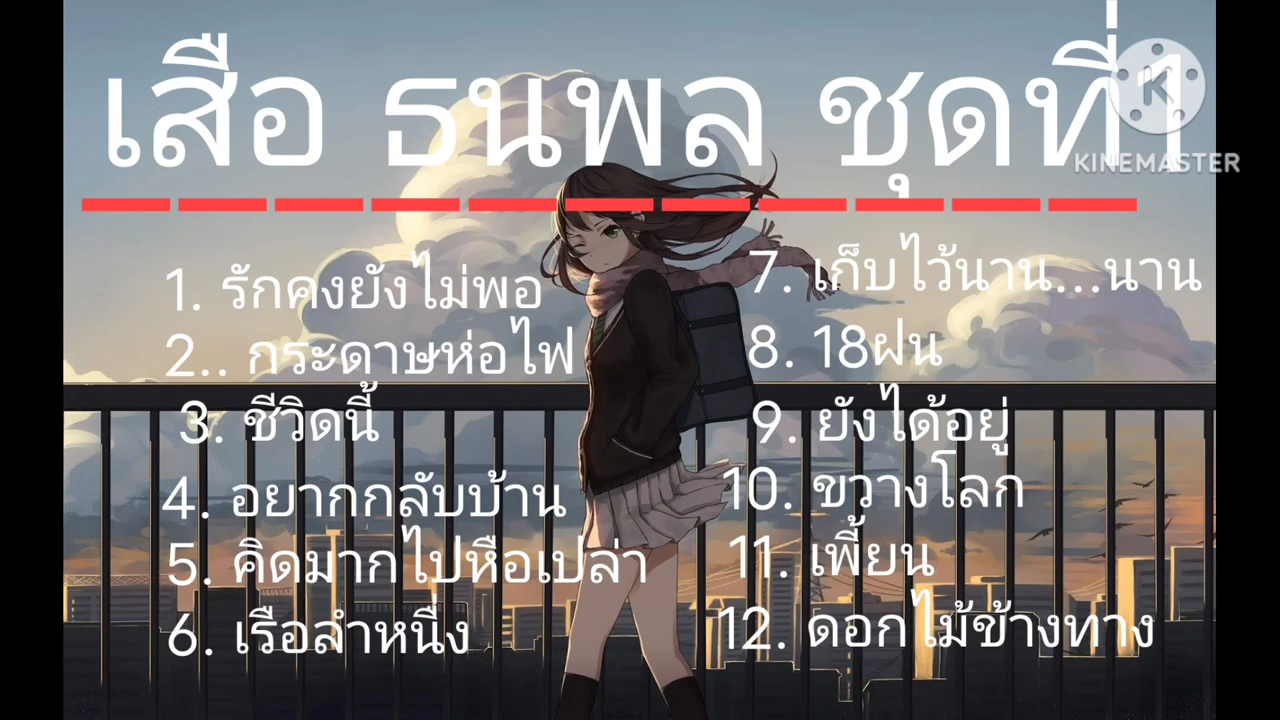 เสือ ธนพล ชุดที่1
KINEMASTER
1. รักคงยังไม่พอ
2.. กระดาษห่อไฟ
3. ชีวิตนี้
4. อยากกลับบ้าน
5. คิดมากไปหือเปล่า
6. เรือลำหนึ่ง
7. เก็บไว้นาน...นาน
8. 18ฝน
9. ยังได้อยู่
10. ขวางโลก
11. เพี้ยน
12. ดอกไม้ข้างทาง